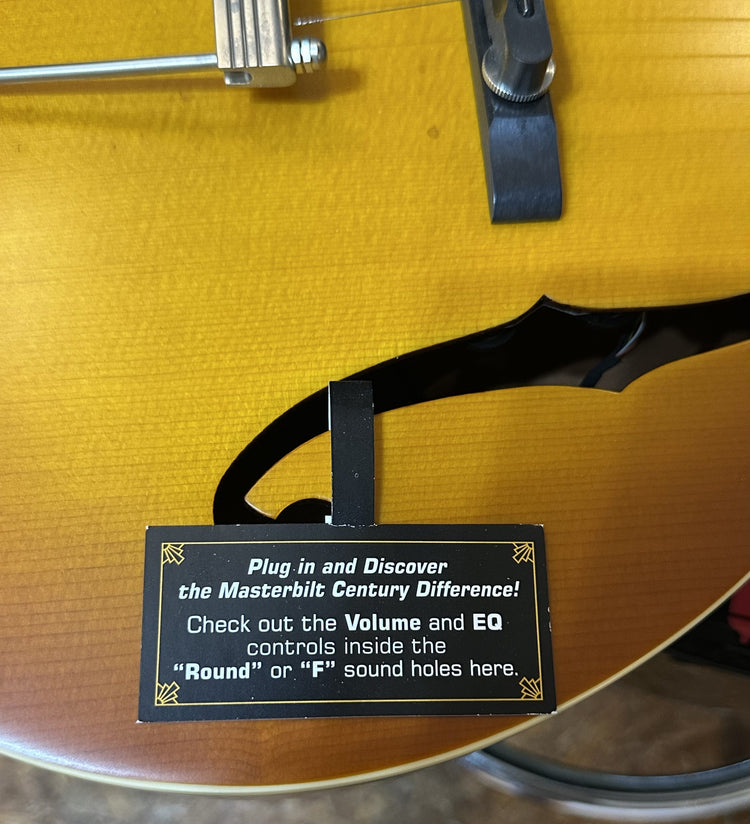 Plug in and Discover
the Masterbilt Century Difference!
Check out the Volume and EQ
controls inside the
“Round” or “F” sound holes here.